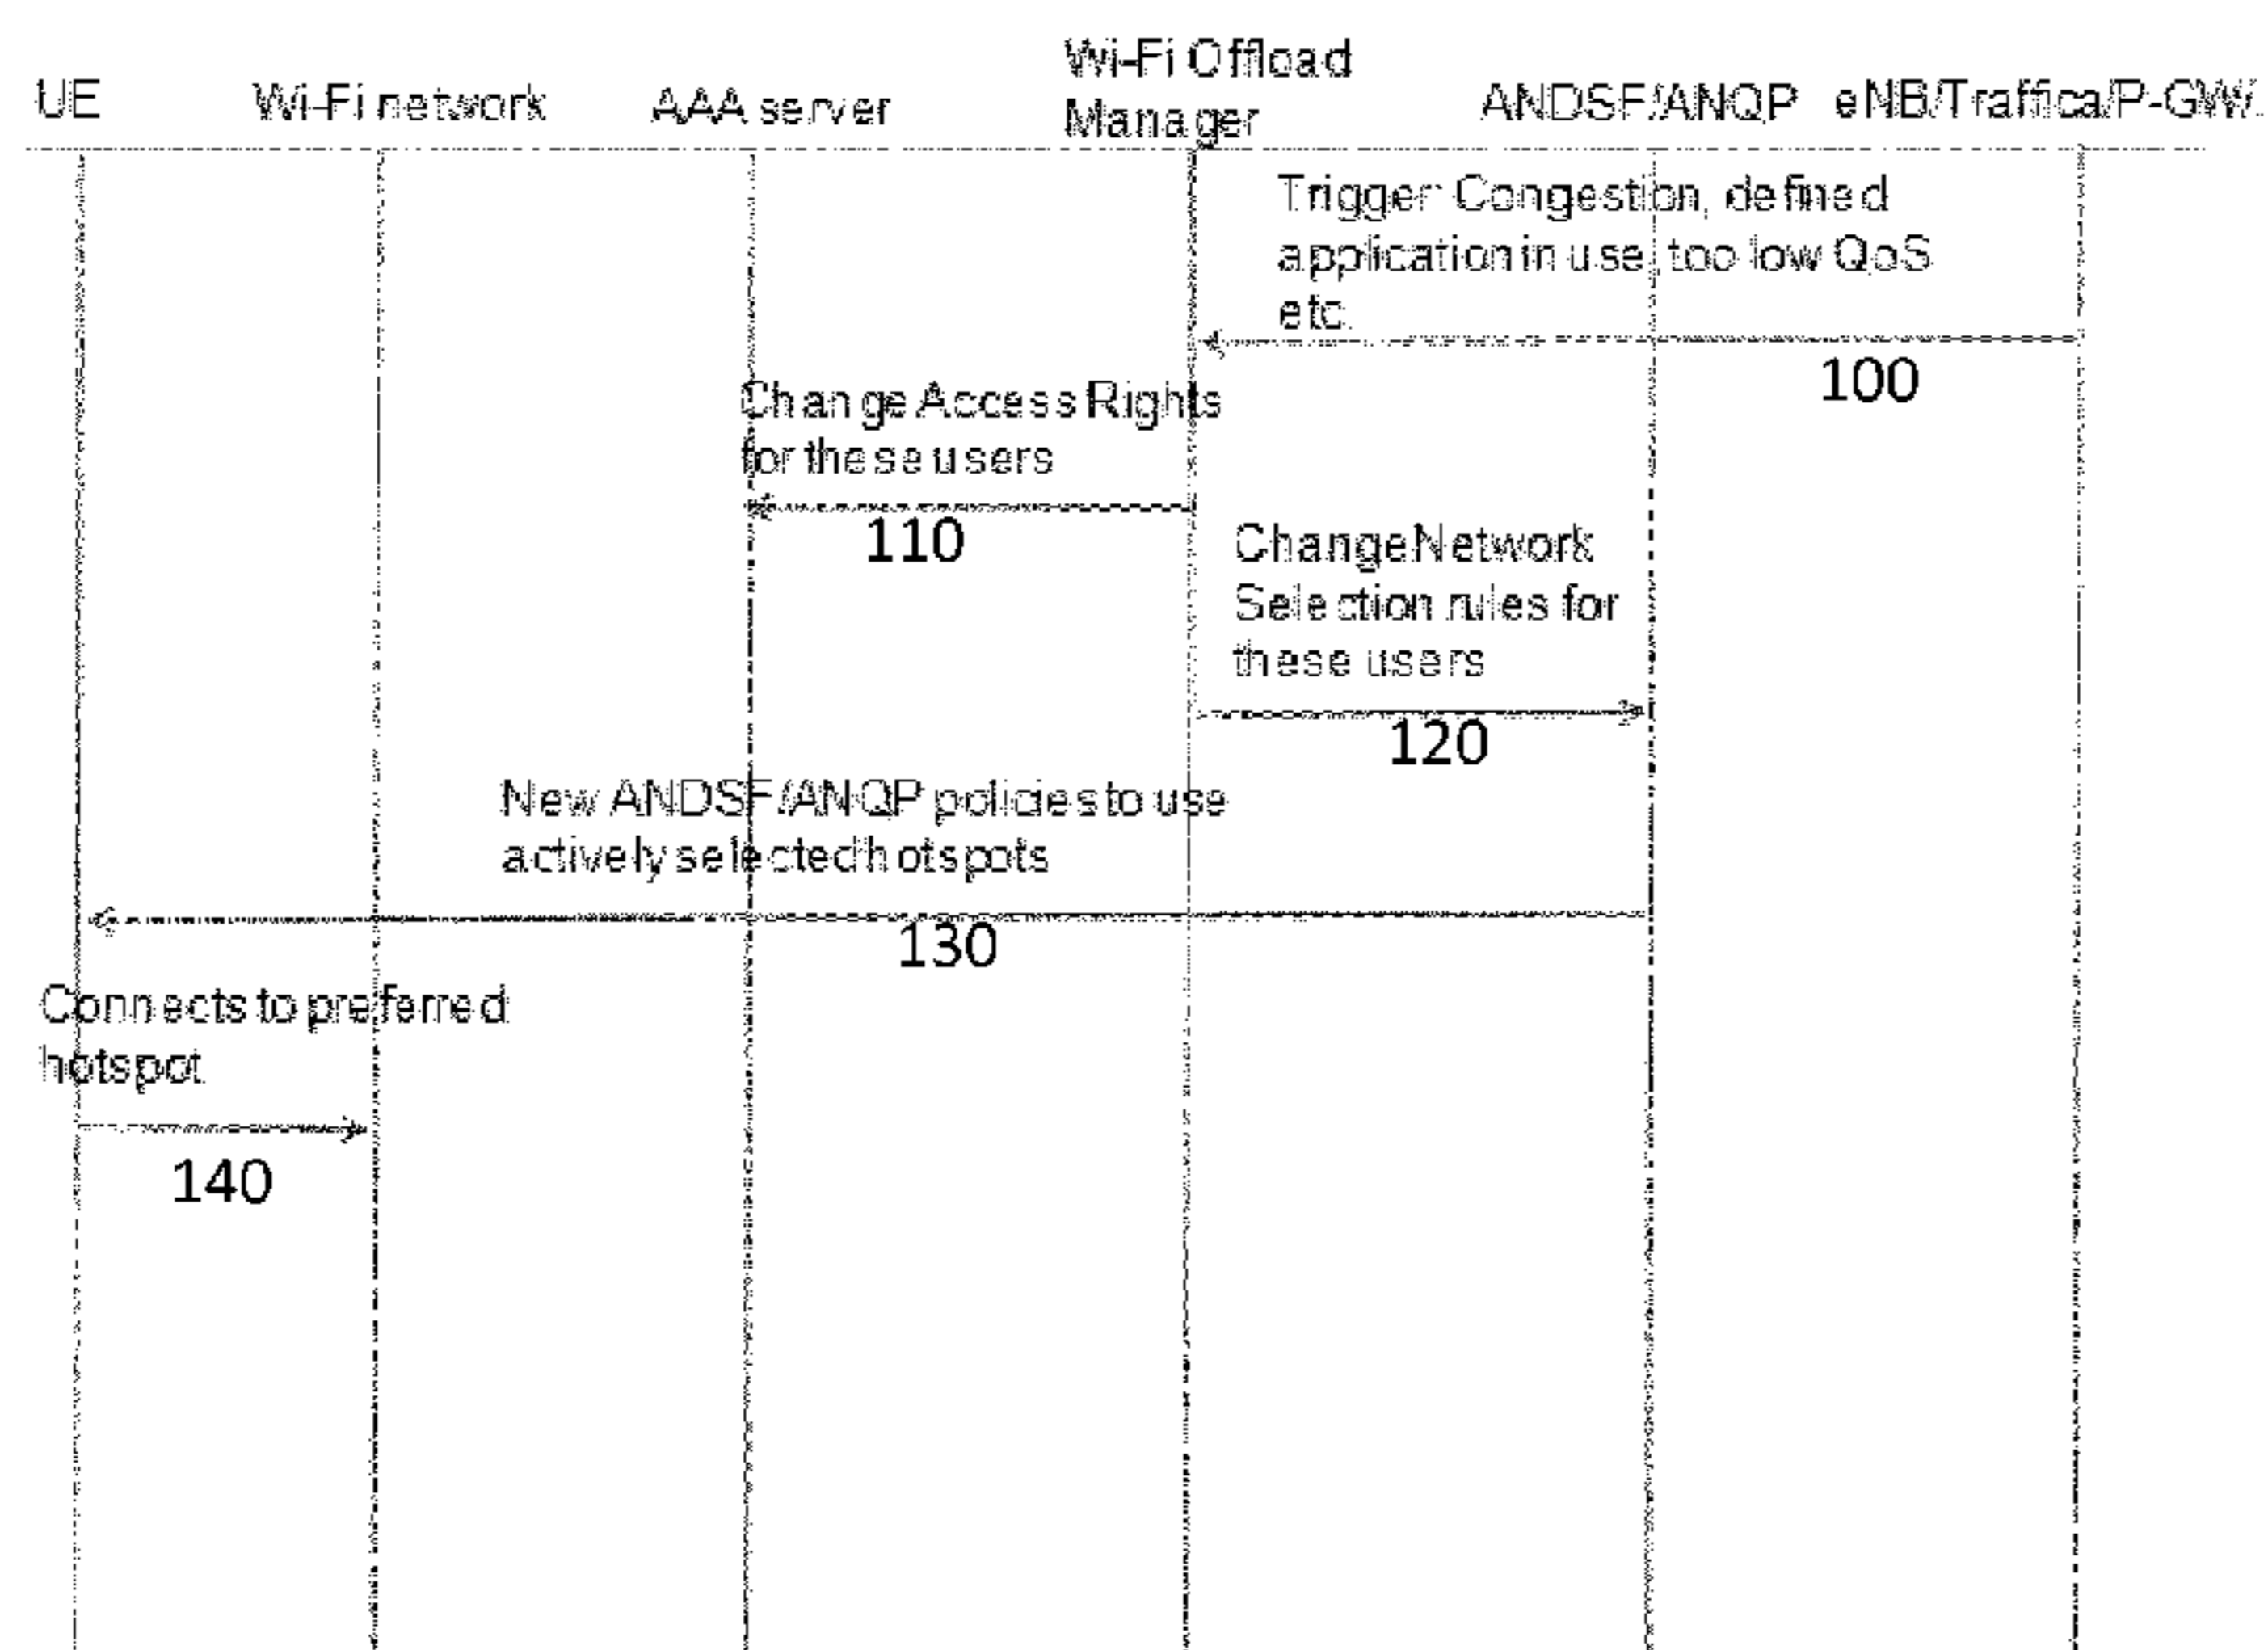 UE
Wi-Fi network
AAA server
Wi-Fi Offload
Manager
ANDSF/ANQP
eNB/Traffica/P-GW/..
Trigger: Congestion, defined
application in use, too low QoS
etc.
100
Change Access Rights
for these users
110
Change Network
Selection rules for
these users
120
New ANDSF/ANQP policies to use
actively selected hotspots
130
Connects to preferred
hotspot
140